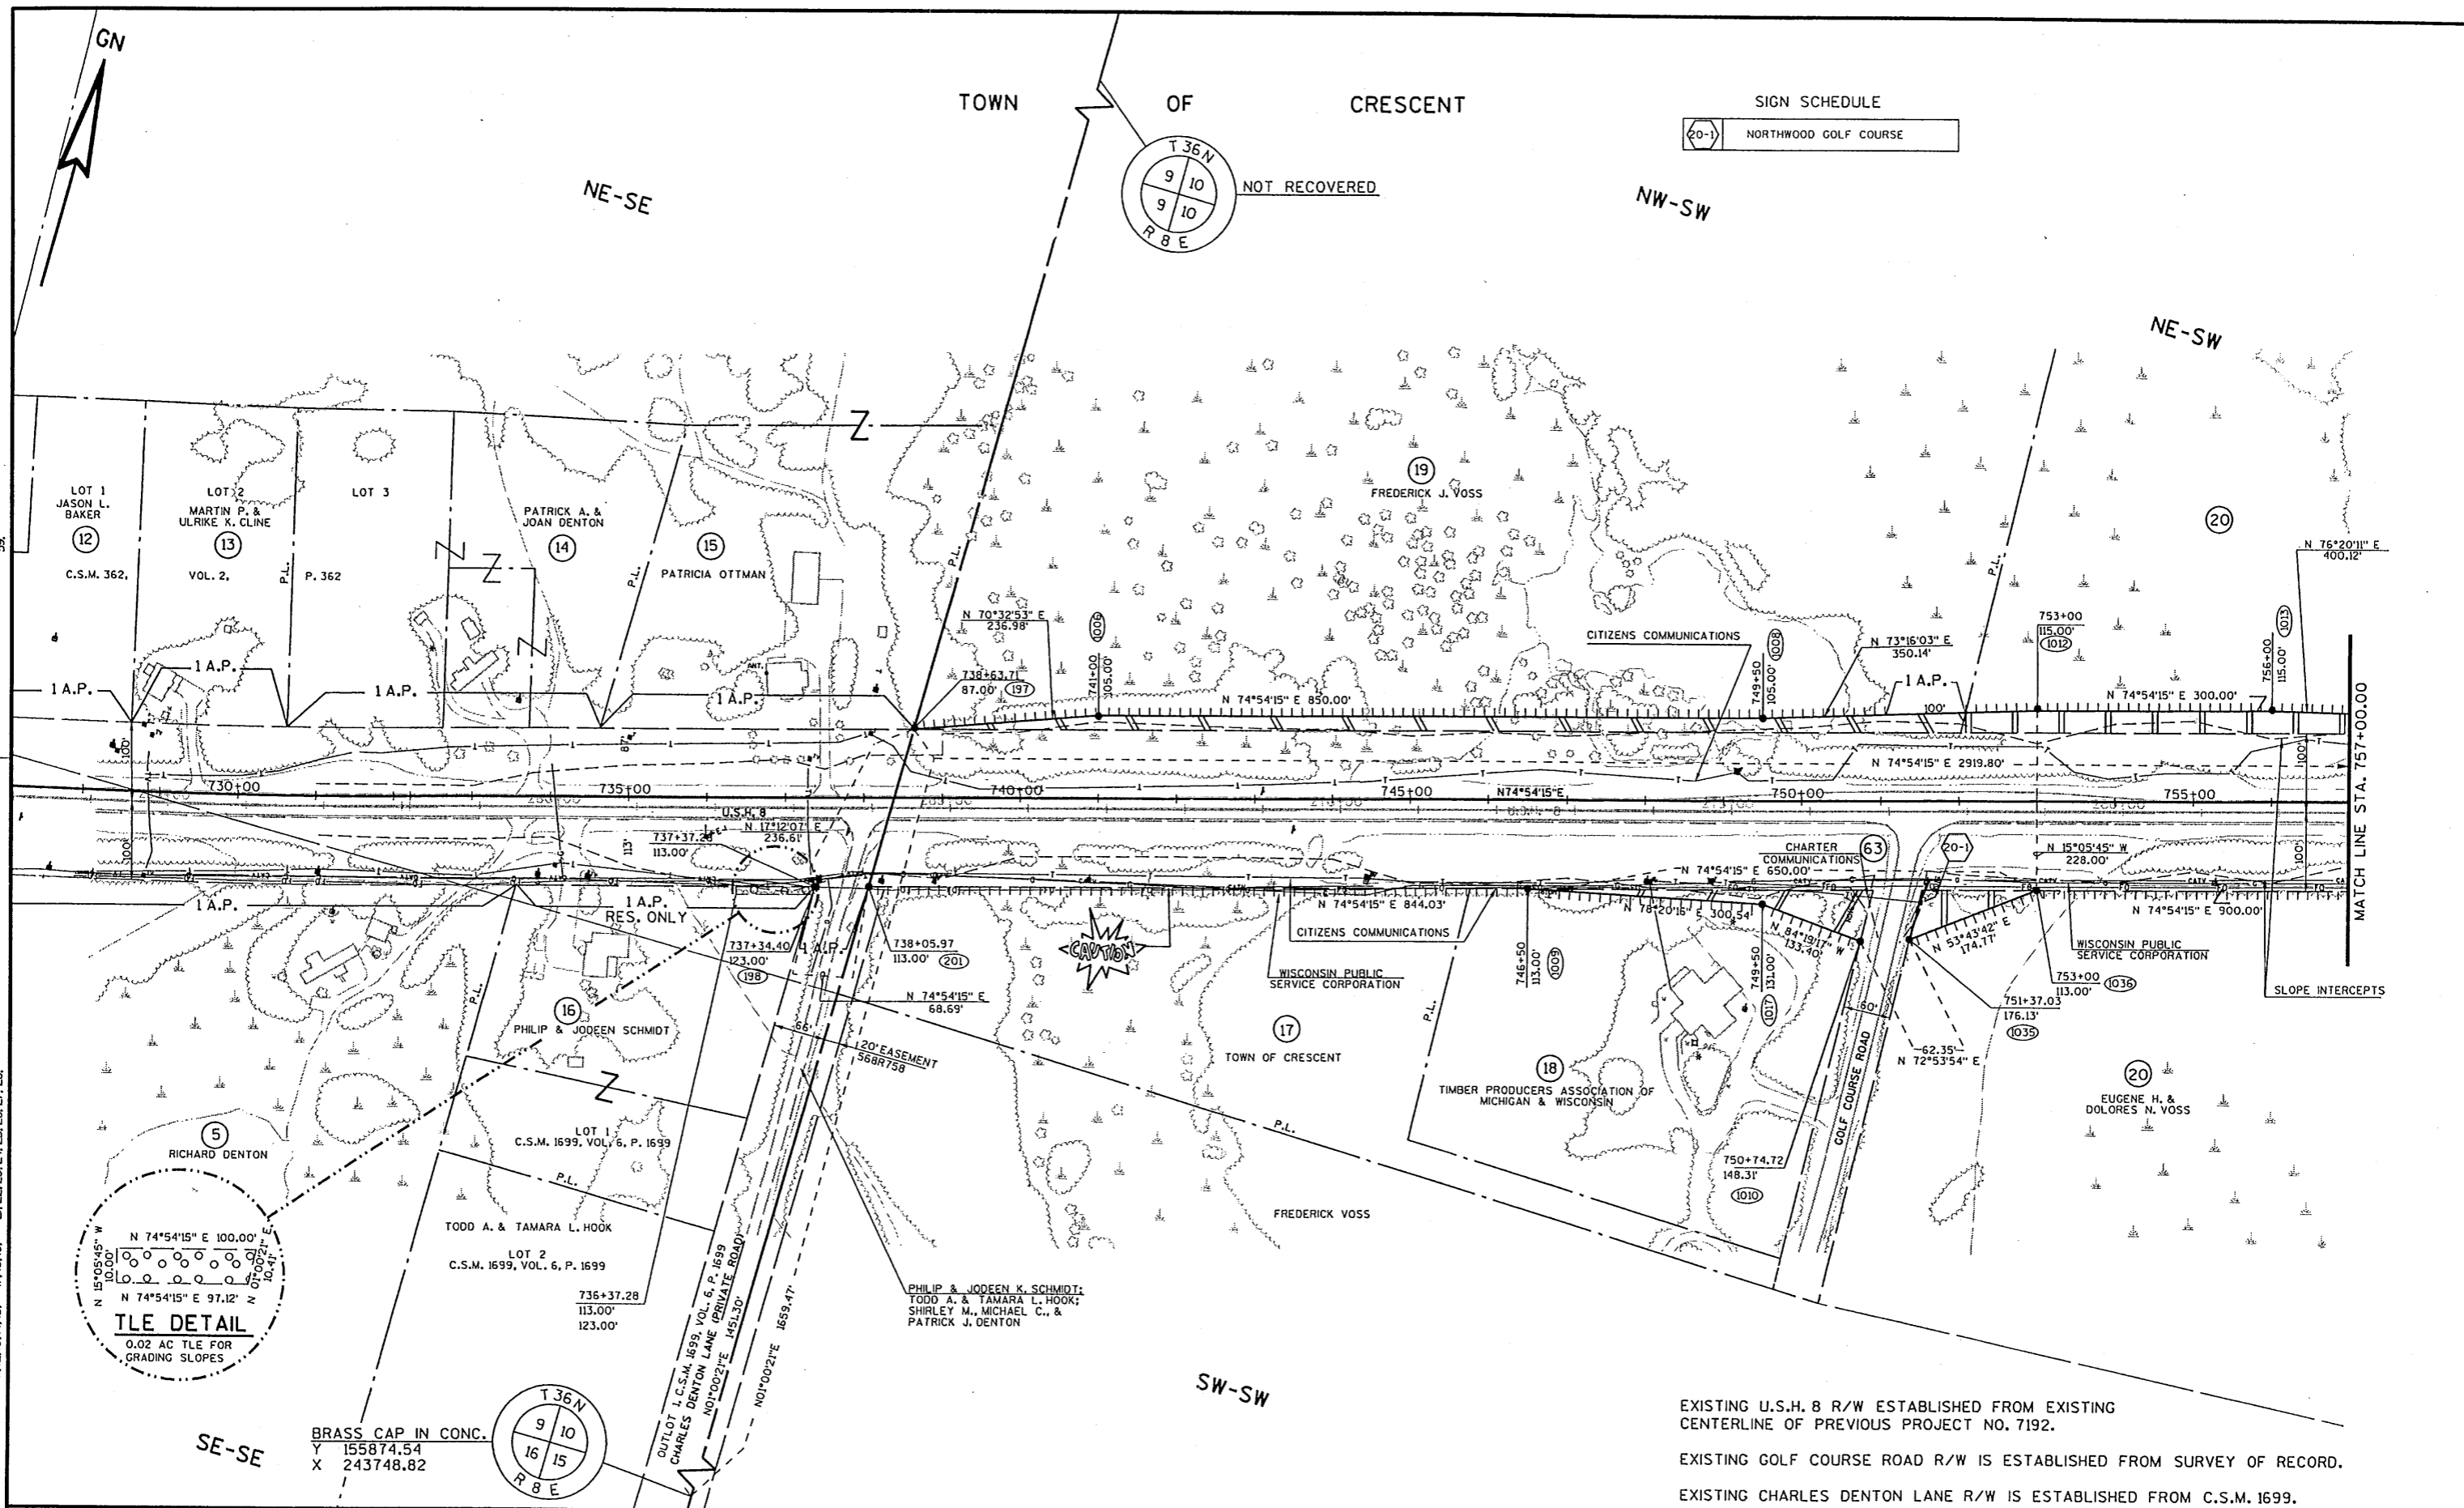 GN
TOWN OF CRESCENT
SIGN SCHEDULE
20-1 NORTHWOOD GOLF COURSE
T 36 N
9 10
9 10
R 8 E
NOT RECOVERED
NE-SE
NW-SW
NE-SW
LOT 1
JASON L.
BAKER
12
C.S.M. 362,
LOT 2
MARTIN P. &
ULRIKE K. CLINE
13
VOL. 2,
P.L.
P. 362
LOT 3
PATRICK A. &
JOAN DENTON
14
P.L.
15
PATRICIA OTTMAN
P.L.
19
FREDERICK J. VOSS
P.L.
20
N 76°20'11" E
400.12'
N 70°32'53" E
236.98'
1006
741+00
105.00'
CITIZENS COMMUNICATIONS
1008
749+50
105.00'
N 73°16'03" E
350.14'
753+00
115.00'
1012
1013
756+00
115.00'
1 A.P.
1 A.P.
1 A.P.
1 A.P.
ANT.
738+63.71
87.00' 197
N 74°54'15" E 850.00'
1 A.P.
100'
N 74°54'15" E 300.00'
MATCH LINE STA. 757+00.00
100'
87'
N 74°54'15" E 2919.80'
100'
730+00
735+00
740+00
745+00
N74°54'15"E
750+00
755+00
U.S.H. 8
N 17°12'07" E
236.61'
737+37.28
113.00'
113'
100'
CHARTER
COMMUNICATIONS
63
20-1
N 15°05'45" W
228.00'
100'
N 74°54'15" E 650.00'
1 A.P.
1 A.P.
RES. ONLY
N 74°54'15" E 844.03'
N 78°20'16" E 300.54'
N 74°54'15" E 900.00'
737+34.40
123.00'
198
1 A.P.
738+05.97
113.00' 201
CAUTION
CITIZENS COMMUNICATIONS
WISCONSIN PUBLIC
SERVICE CORPORATION
746+50
113.00'
1009
749+50
131.00'
1017
N 84°19'17" W
133.40'
N 53°43'42" E
174.77'
WISCONSIN PUBLIC
SERVICE CORPORATION
753+00
113.00' 1036
SLOPE INTERCEPTS
N 74°54'15" E
68.69'
751+37.03
176.13'
1035
60'
62.35'
N 72°53'54" E
P.L.
16
PHILIP & JODEEN SCHMIDT
66'
20' EASEMENT
568R758
17
TOWN OF CRESCENT
P.L.
18
TIMBER PRODUCERS ASSOCIATION OF
MICHIGAN & WISCONSIN
GOLF COURSE ROAD
20
EUGENE H. &
DOLORES N. VOSS
5
RICHARD DENTON
LOT 1
C.S.M. 1699, VOL. 6, P. 1699
P.L.
P.L.
750+74.72
148.31'
1010
FREDERICK VOSS
TODD A. & TAMARA L. HOOK
LOT 2
C.S.M. 1699, VOL. 6, P. 1699
N 74°54'15" E 100.00'
N 15°05'45" W
10.00'
N 01°00'21" E
10.41'
N 74°54'15" E 97.12'
TLE DETAIL
0.02 AC TLE FOR
GRADING SLOPES
736+37.28
113.00'
123.00'
PHILIP & JODEEN K. SCHMIDT;
TODD A. & TAMARA L. HOOK;
SHIRLEY M., MICHAEL C., &
PATRICK J. DENTON
OUTLOT 1, C.S.M. 1699, VOL. 6, P. 1699
CHARLES DENTON LANE (PRIVATE ROAD)
N01°00'21"E 1451.30'
N01°00'21"E 1659.47'
SW-SW
SE-SE
BRASS CAP IN CONC.
Y 155874.54
X 243748.82
T 36 N
9 10
16 15
R 8 E
EXISTING U.S.H. 8 R/W ESTABLISHED FROM EXISTING
CENTERLINE OF PREVIOUS PROJECT NO. 7192.
EXISTING GOLF COURSE ROAD R/W IS ESTABLISHED FROM SURVEY OF RECORD.
EXISTING CHARLES DENTON LANE R/W IS ESTABLISHED FROM C.S.M. 1699.